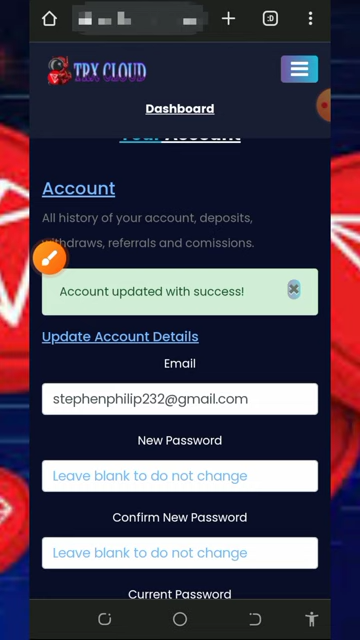 :D
TRX CLOUD
Dashboard
Your Account
Account
All history of your account, deposits,
withdraws, referrals and comissions.
Account updated with success!
Update Account Details
Email
stephenphilip232@gmail.com
New Password
Leave blank to do not change
Confirm New Password
Leave blank to do not change
Current Password